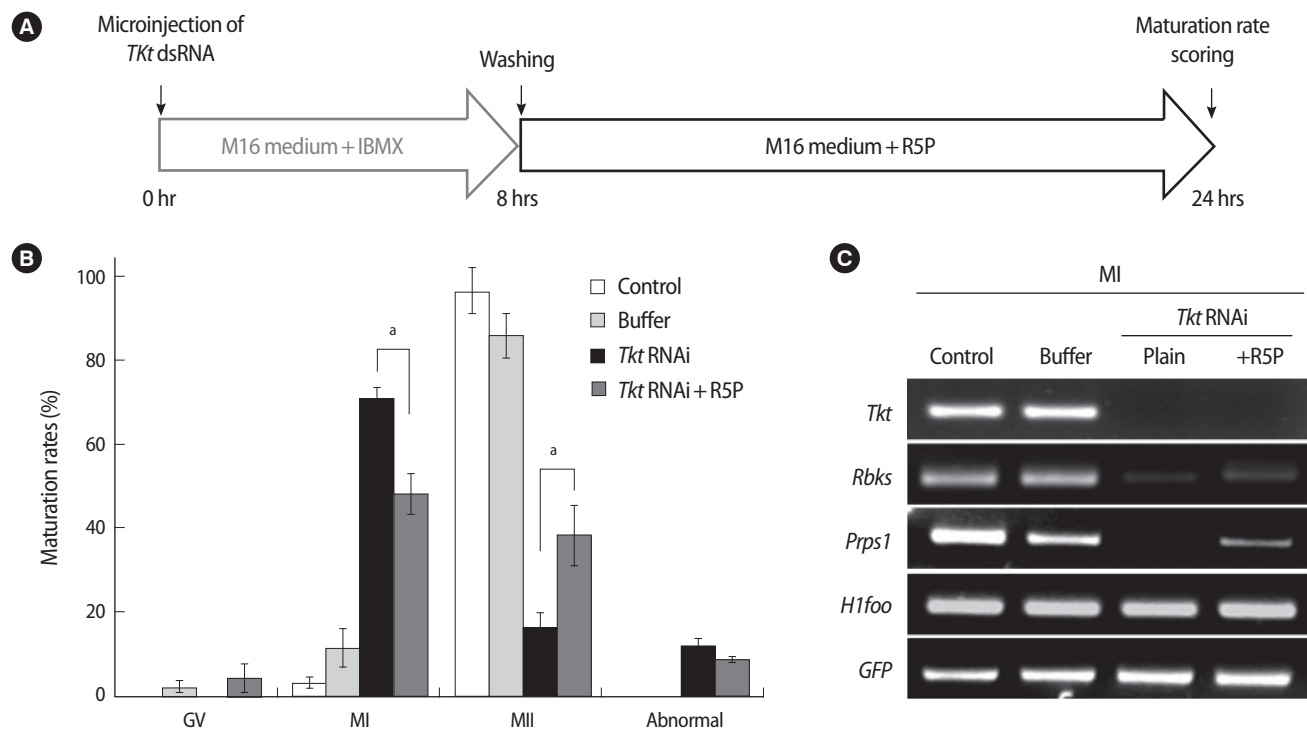 A
Microinjection of
TKt dsRNA
Washing
Maturation rate
scoring
M16 medium + IBMX
M16 medium + R5P
0 hr
8 hrs
24 hrs
B
Maturation rates (%)
100
80
60
40
20
0
a
a
Control
Buffer
Tkt RNAi
Tkt RNAi + R5P
GV
MI
MII
Abnormal
C
MI
Tkt RNAi
Control
Buffer
Plain
+R5P
Tkt
Rbks
Prps1
H1foo
GFP